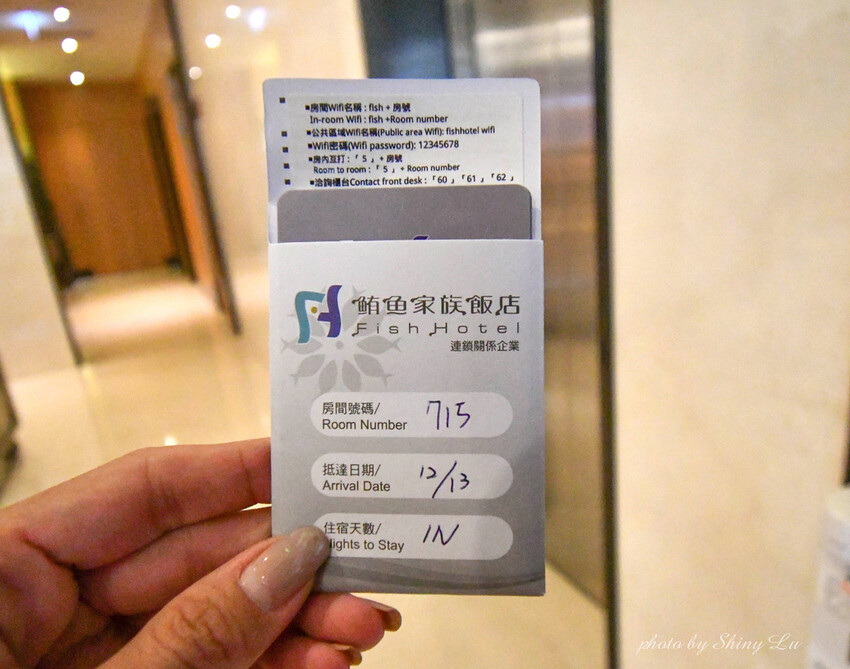 ▪房間Wifi名稱 : fish + 房號
In-room Wifi : fish +Room number
▪公共區域Wifi名稱(Public area Wifi): fishhotel wifi
▪Wifi密碼(Wifi password): 12345678
▪房內互打 : 「 5 」 + 房號
Room to room : 「 5 」 + Room number
▪洽詢櫃台Contact front desk : 「 60 」 「 61 」 「 62 」
FH 鮪魚家族飯店
Fish Hotel
連鎖關係企業
房間號碼/
Room Number 715
抵達日期/
Arrival Date 12/13
住宿天數/
Nights to Stay 1N
photo by Shiny Lu